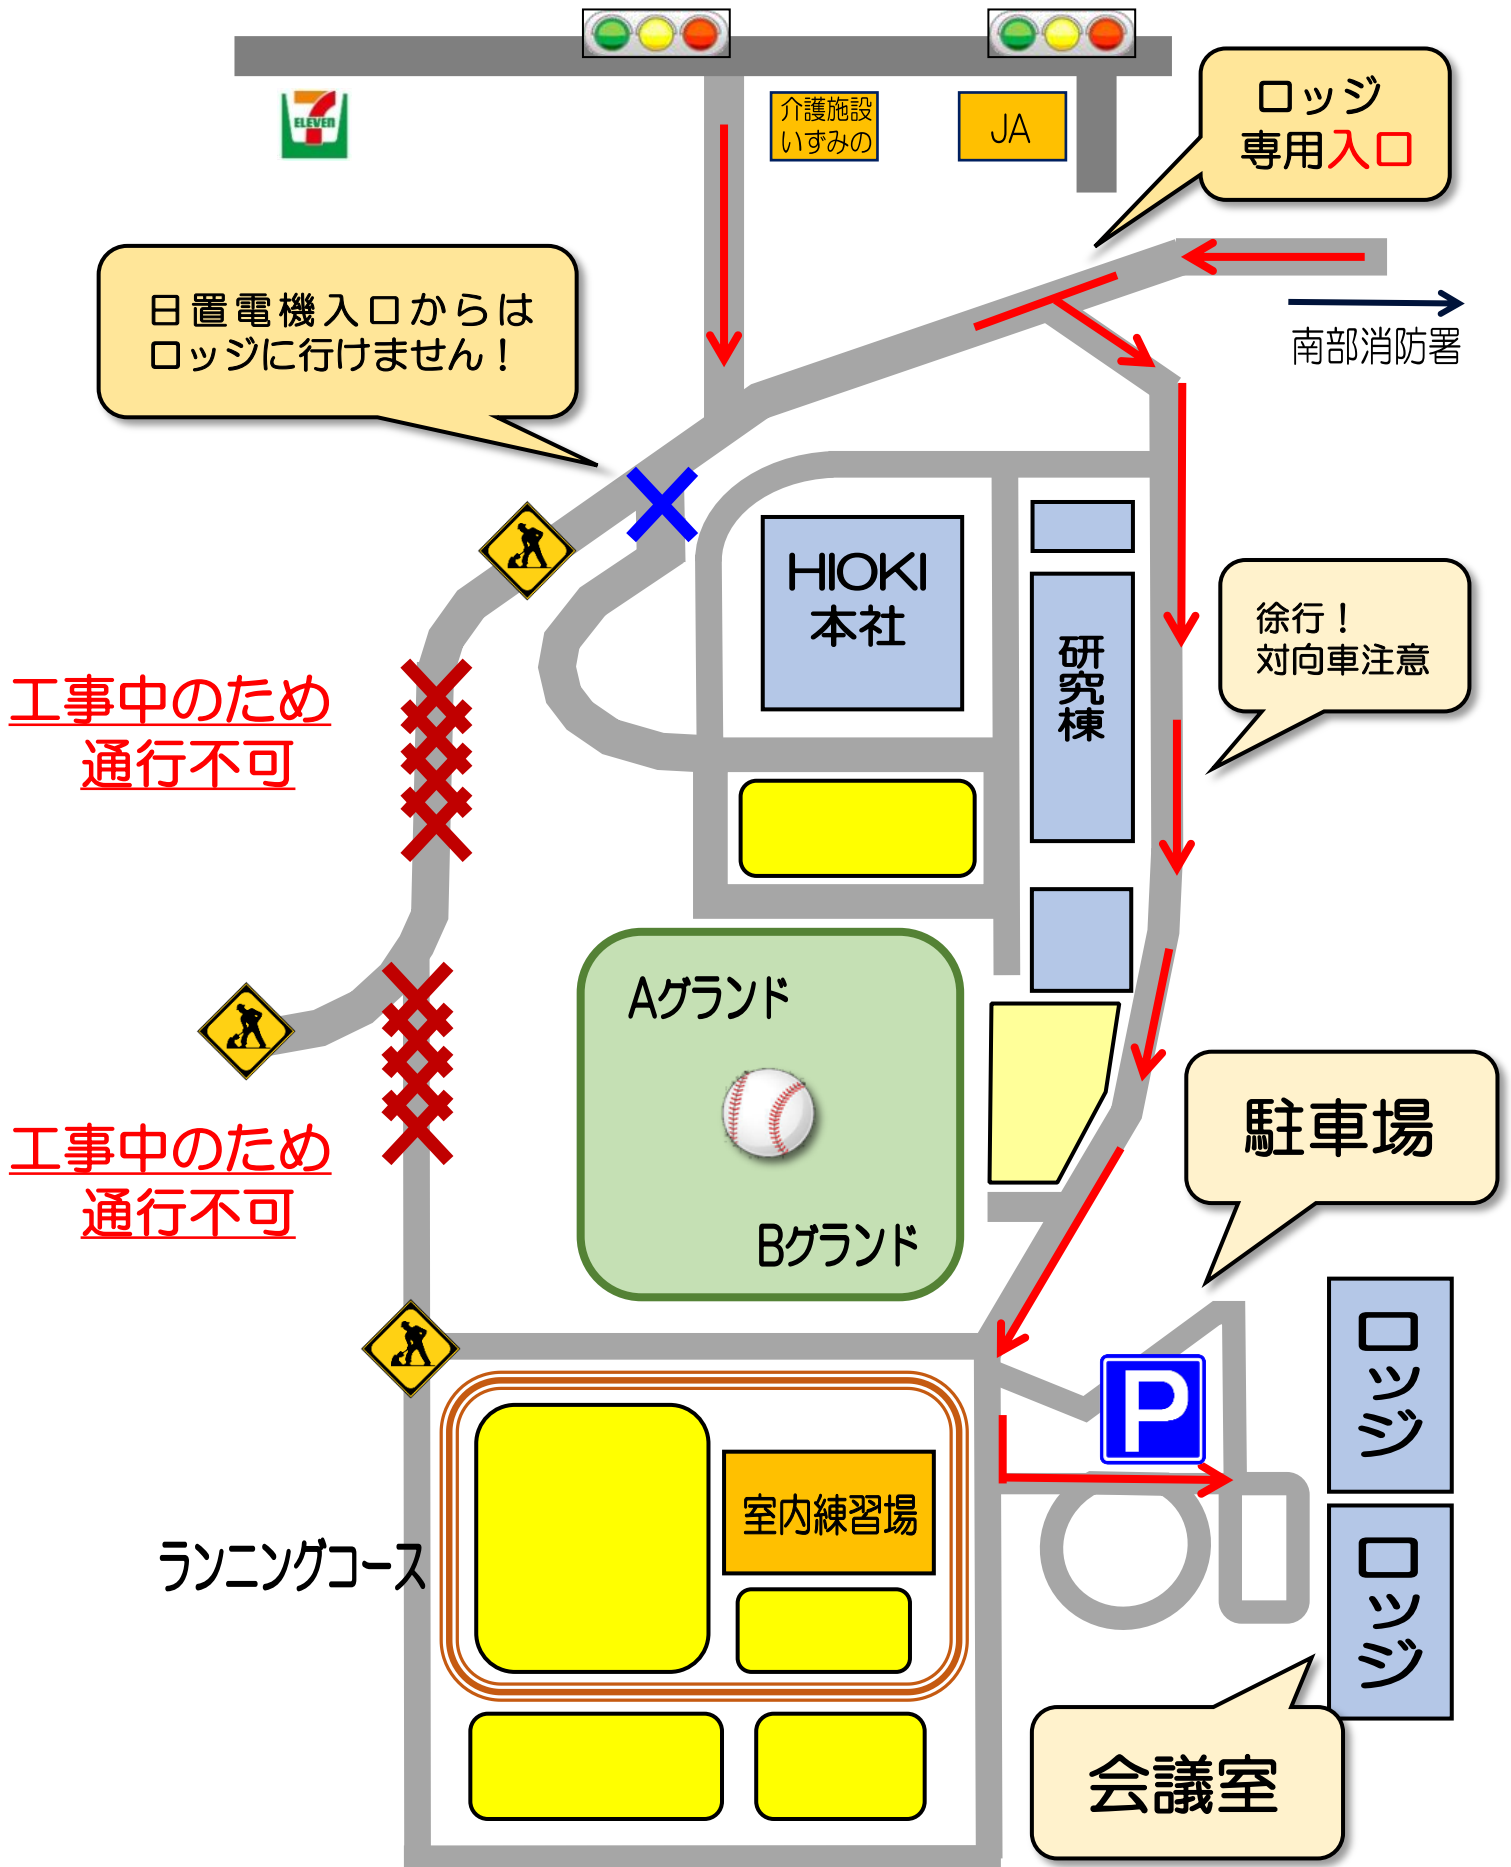 7
ELEVEN
介護施設
いずみの
JA
ロッジ
専用入口
日置電機入口からは
ロッジに行けません！
南部消防署
HIOKI
本社
研究棟
徐行！
対向車注意
工事中のため
通行不可
Aグランド
Bグランド
工事中のため
通行不可
駐車場
P
ロッジ
ロッジ
室内練習場
ランニングコース
会議室